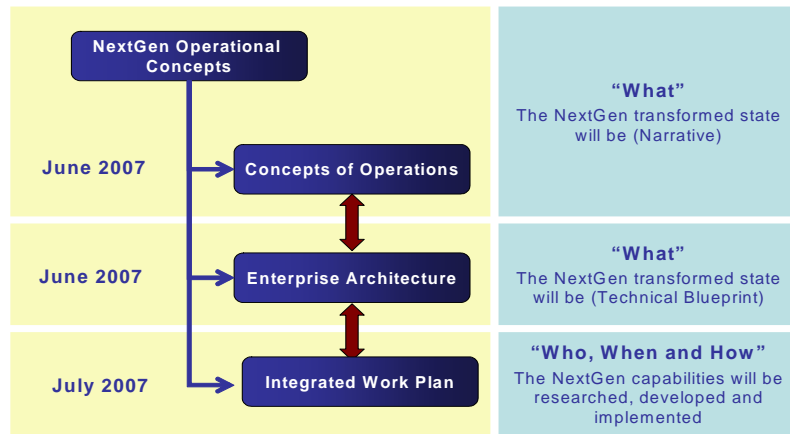 NextGen Operational
Concepts
“What”
The NextGen transformed state
will be (Narrative)
June 2007
Concepts of Operations
“What”
The NextGen transformed state
will be (Technical Blueprint)
June 2007
Enterprise Architecture
“Who, When and How”
The NextGen capabilities will be
researched, developed and
implemented
July 2007
Integrated Work Plan